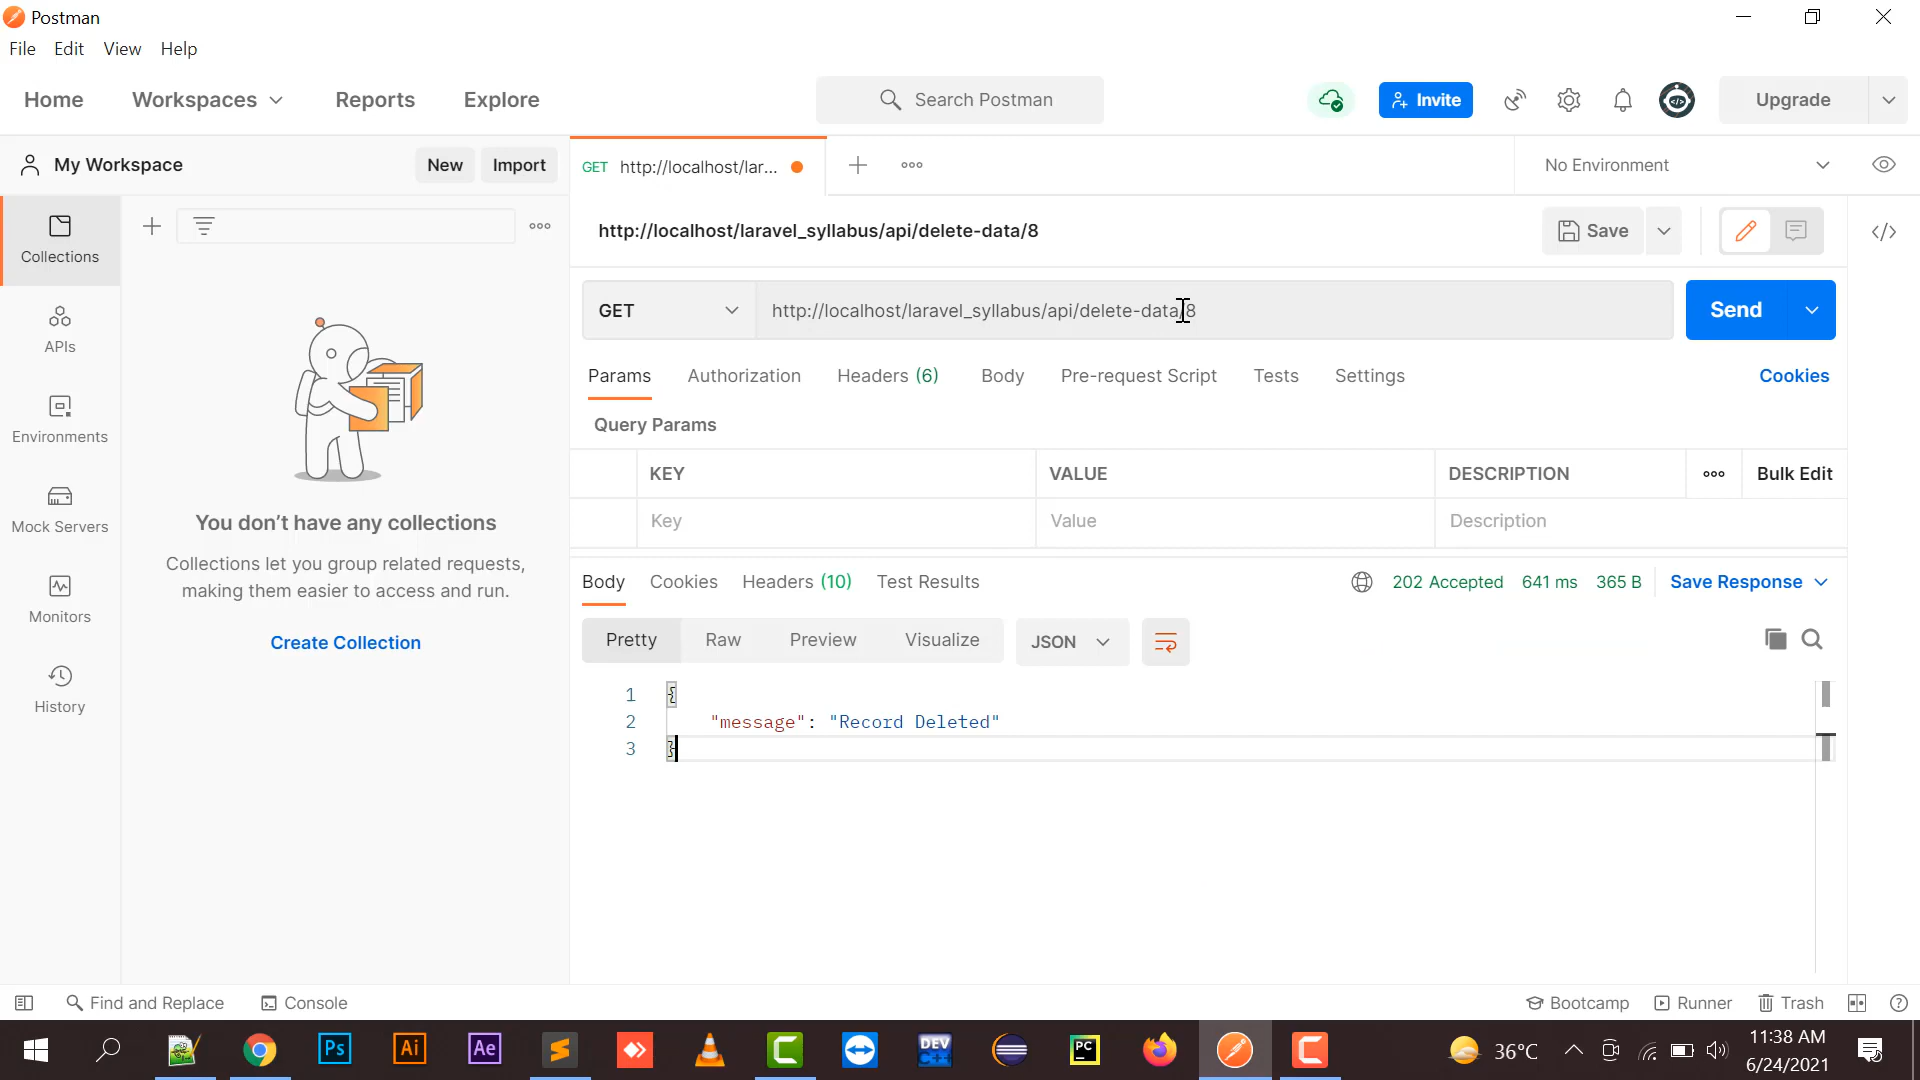 Postman
File Edit View Help
Home Workspaces Reports Explore
Search Postman
Invite
Upgrade
My Workspace
New Import
GET http://localhost/lar...
No Environment
http://localhost/laravel_syllabus/api/delete-data/8
Save
GET
http://localhost/laravel_syllabus/api/delete-data/8
Send
Params Authorization Headers (6) Body Pre-request Script Tests Settings
Cookies
Query Params
KEY VALUE DESCRIPTION Bulk Edit
Key Value Description
Collections
APIs
Environments
Mock Servers
Monitors
History
You don't have any collections
Collections let you group related requests,
making them easier to access and run.
Create Collection
Body Cookies Headers (10) Test Results
202 Accepted 641 ms 365 B Save Response
Pretty Raw Preview Visualize JSON
1 {
2 "message": "Record Deleted"
3 }
Find and Replace Console
Bootcamp Runner Trash
Ps Ai Ae DEV C++ PC
36°C
11:38 AM
6/24/2021